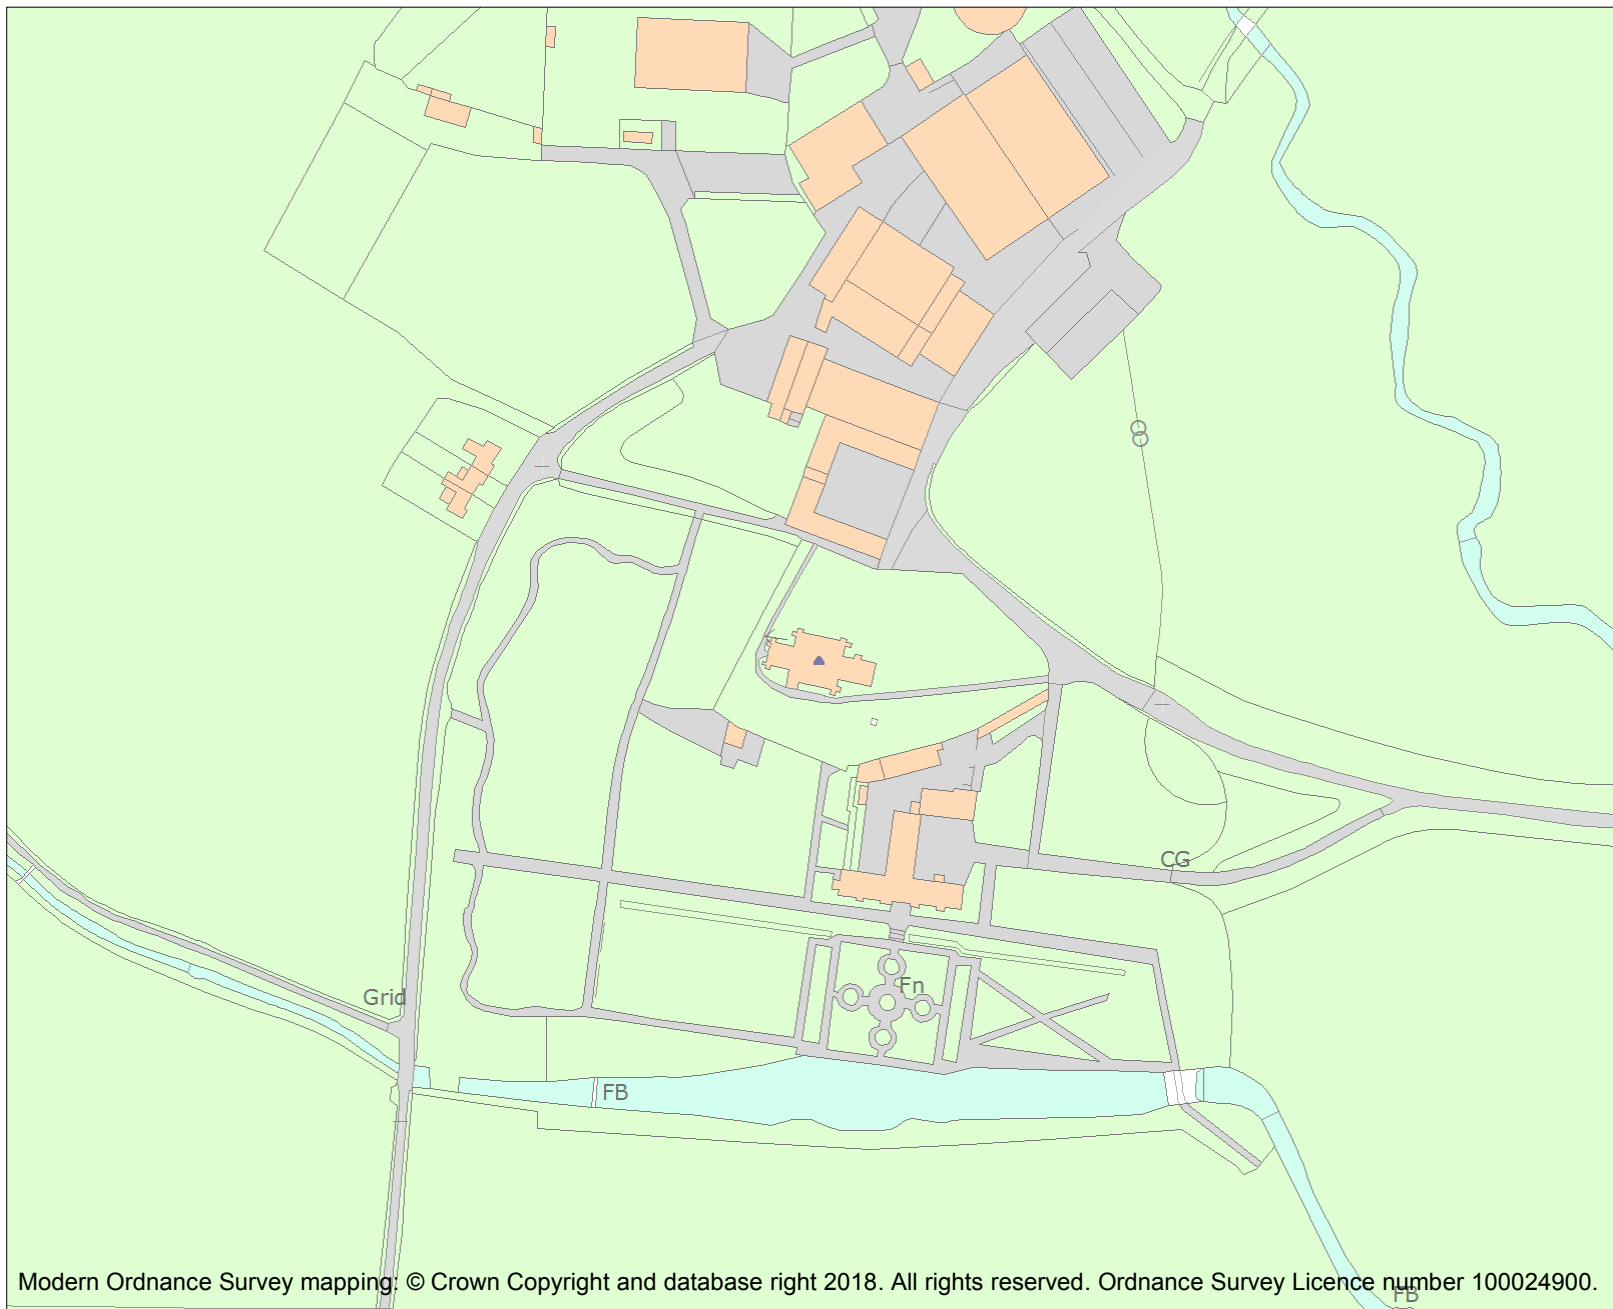 CG
Fn
Grid
FB
Modern Ordnance Survey mapping: © Crown Copyright and database right 2018. All rights reserved. Ordnance Survey Licence number 100024900.
FB